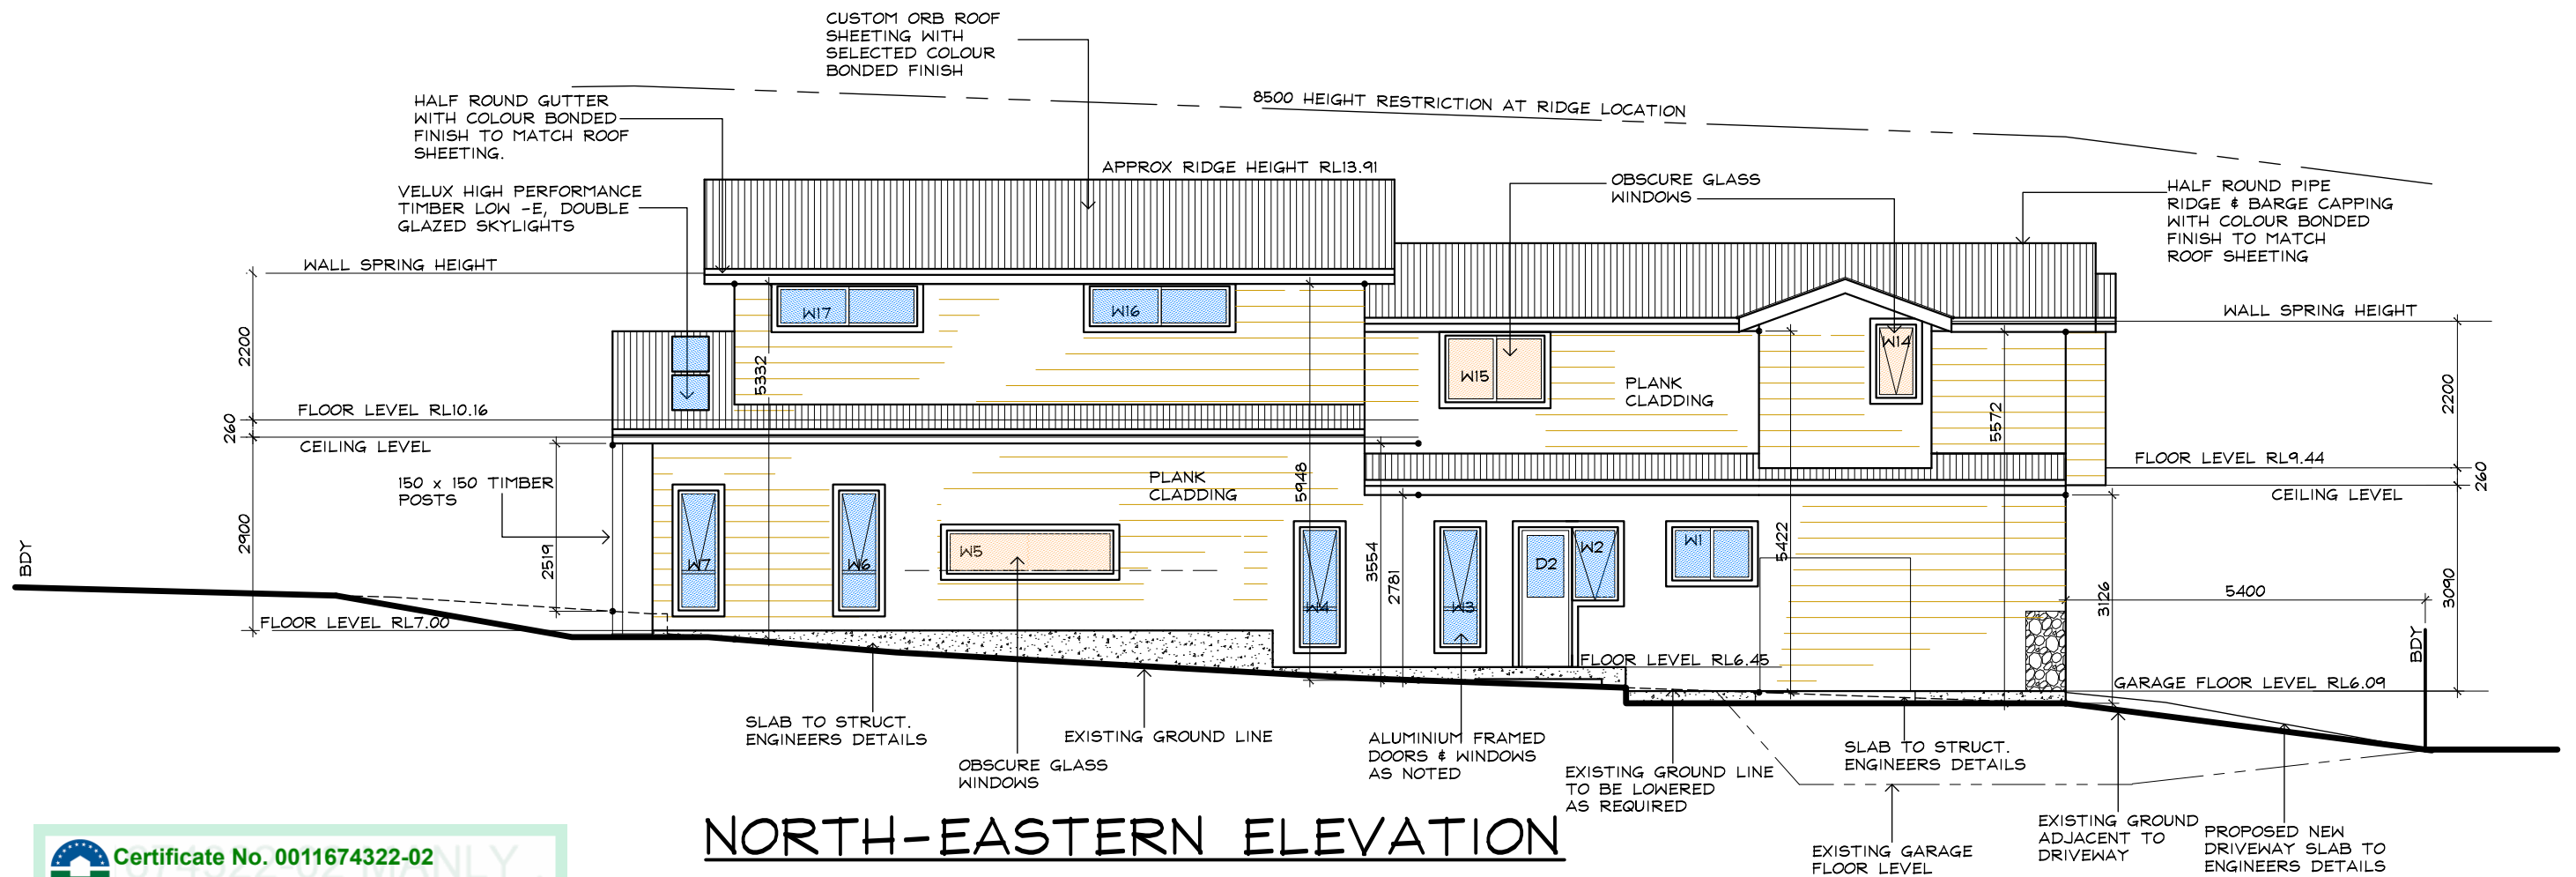 CUSTOM ORB ROOF
SHEETING WITH
SELECTED COLOUR
BONDED FINISH
HALF ROUND GUTTER
WITH COLOUR BONDED
FINISH TO MATCH ROOF
SHEETING.
8500 HEIGHT RESTRICTION AT RIDGE LOCATION
APPROX RIDGE HEIGHT RL13.91
VELUX HIGH PERFORMANCE
TIMBER LOW -E, DOUBLE
GLAZED SKYLIGHTS
OBSCURE GLASS
WINDOWS
HALF ROUND PIPE
RIDGE & BARGE CAPPING
WITH COLOUR BONDED
FINISH TO MATCH
ROOF SHEETING
WALL SPRING HEIGHT
WALL SPRING HEIGHT
W17
W16
W14
W15
2200
5332
PLANK
CLADDING
5572
2200
FLOOR LEVEL RL10.16
260
CEILING LEVEL
FLOOR LEVEL RL9.44
260
CEILING LEVEL
150 x 150 TIMBER
POSTS
PLANK
CLADDING
5948
2900
2519
BDY
W7
W6
W5
W4
3554
2781
W3
D2
W2
W1
5422
3126
5400
3090
BDY
FLOOR LEVEL RL7.00
FLOOR LEVEL RL6.45
GARAGE FLOOR LEVEL RL6.09
SLAB TO STRUCT.
ENGINEERS DETAILS
EXISTING GROUND LINE
OBSCURE GLASS
WINDOWS
ALUMINIUM FRAMED
DOORS & WINDOWS
AS NOTED
EXISTING GROUND LINE
TO BE LOWERED
AS REQUIRED
SLAB TO STRUCT.
ENGINEERS DETAILS
EXISTING GARAGE
FLOOR LEVEL
EXISTING GROUND
ADJACENT TO
DRIVEWAY
PROPOSED NEW
DRIVEWAY SLAB TO
ENGINEERS DETAILS
NORTH-EASTERN ELEVATION
Certificate No. 0011674322-02